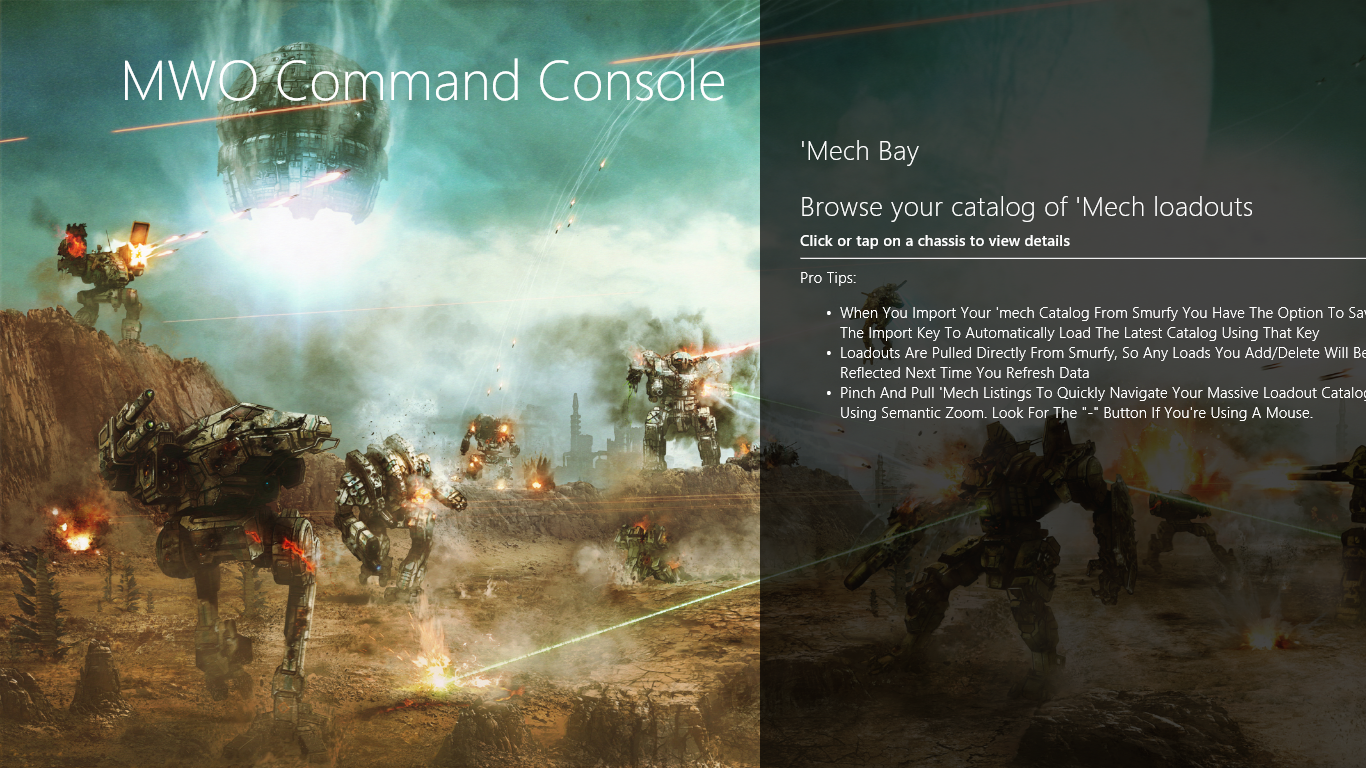 MWO Command Console
'Mech Bay
Browse your catalog of 'Mech loadouts
Click or tap on a chassis to view details
Pro Tips:
• When You Import Your 'mech Catalog From Smurfy You Have The Option To
The Import Key To Automatically Load The Latest Catalog Using That Key
• Loadouts Are Pulled Directly From Smurfy, So Any Loads You Add/Delete Will Be
Reflected Next Time You Refresh Data
• Pinch And Pull 'Mech Listings To Quickly Navigate Your Massive Loadout Catalog
Using Semantic Zoom. Look For The "-" Button If You're Using A Mouse.